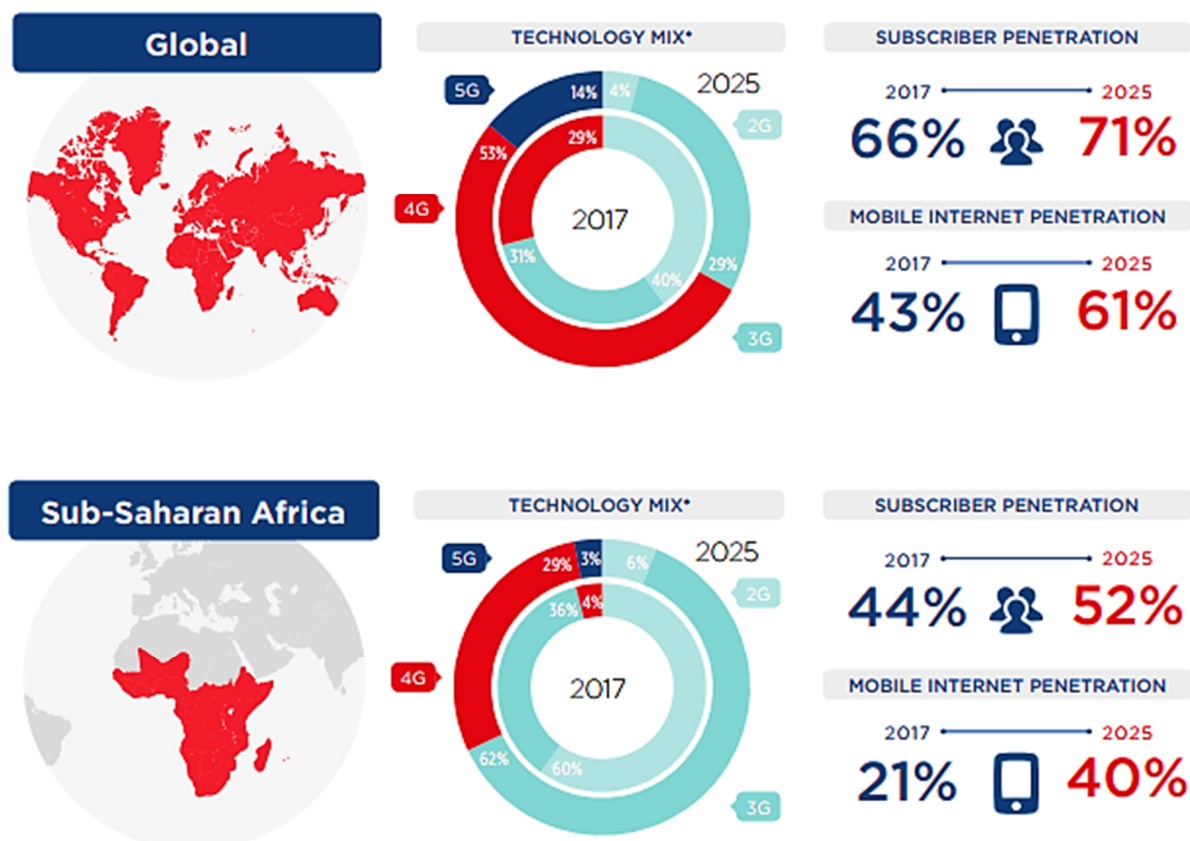 Global
TECHNOLOGY MIX*
2025
5G
14%
4%
2G
53%
29%
4G
2017
31%
40%
29%
3G
SUBSCRIBER PENETRATION
2017 2025
66% 71%
MOBILE INTERNET PENETRATION
2017 2025
43% 61%
Sub-Saharan Africa
TECHNOLOGY MIX*
2025
5G
29%
3%
6%
2G
36%
4%
4G
2017
62%
60%
3G
SUBSCRIBER PENETRATION
2017 2025
44% 52%
MOBILE INTERNET PENETRATION
2017 2025
21% 40%